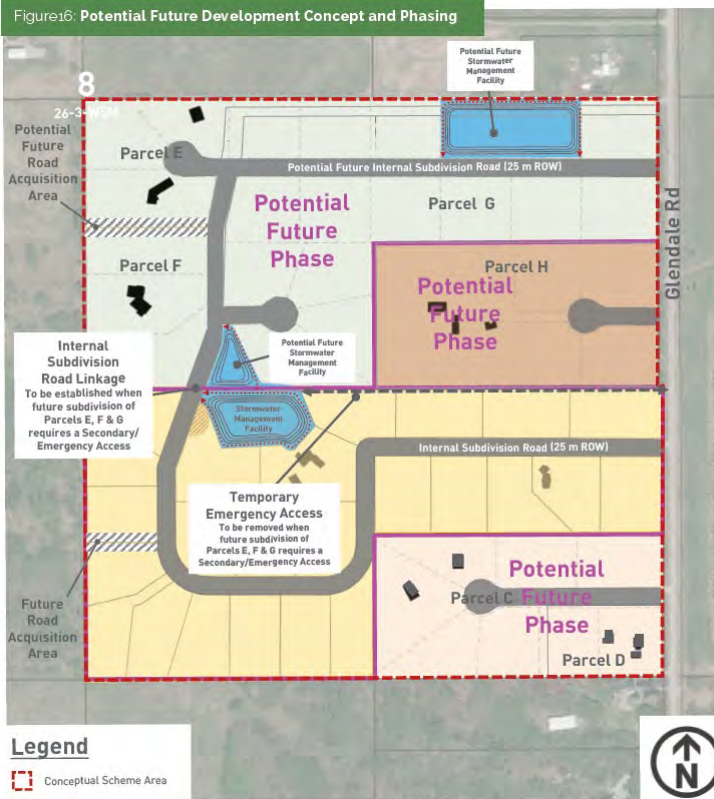 Figure16: Potential Future Development Concept and Phasing
Potential Future
Stormwater
Management
Facility
8
26-3-W5M
Potential
Future
Road
Acquisition
Area
Parcel E
Potential Future Internal Subdivision Road (25 m ROW)
Potential
Future
Phase
Parcel G
Glendale Rd
Parcel F
Parcel H
Potential
Future
Phase
Internal
Subdivision
Road Linkage
To be established when
future subdivision of
Parcels E, F & G
requires a Secondary/
Emergency Access
Potential Future
Stormwater
Management
Facility
Stormwater
Management
Facility
Internal Subdivision Road (25 m ROW)
Temporary
Emergency Access
To be removed when
future subdivision of
Parcels E, F & G requires a
Secondary/Emergency Access
Future
Road
Acquisition
Area
Potential
Future
Phase
Parcel C
Parcel D
Legend
Conceptual Scheme Area
N